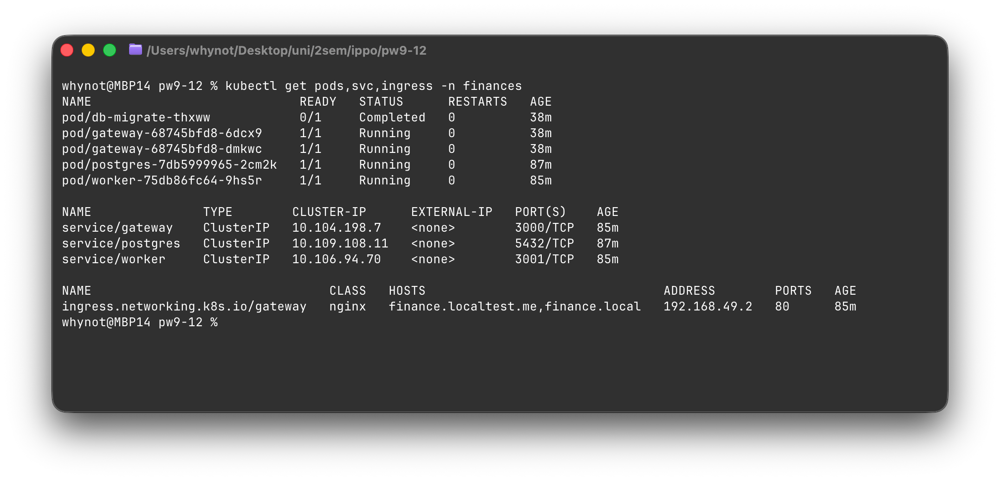 /Users/whynot/Desktop/uni/2sem/ippo/pw9-12
whynot@MBP14 pw9-12 % kubectl get pods,svc,ingress -n finances
NAME                            READY   STATUS      RESTARTS   AGE
pod/db-migrate-thxww            0/1     Completed   0          38m
pod/gateway-68745bfd8-6dcx9     1/1     Running     0          38m
pod/gateway-68745bfd8-dmkwc     1/1     Running     0          38m
pod/postgres-7db5999965-2cm2k   1/1     Running     0          87m
pod/worker-75db86fc64-9hs5r     1/1     Running     0          85m

NAME               TYPE        CLUSTER-IP      EXTERNAL-IP   PORT(S)    AGE
service/gateway    ClusterIP   10.104.198.7    <none>        3000/TCP   85m
service/postgres   ClusterIP   10.109.108.11   <none>        5432/TCP   87m
service/worker     ClusterIP   10.106.94.70    <none>        3001/TCP   85m

NAME                                CLASS   HOSTS                                ADDRESS        PORTS   AGE
ingress.networking.k8s.io/gateway   nginx   finance.localtest.me,finance.local   192.168.49.2   80      85m
whynot@MBP14 pw9-12 %